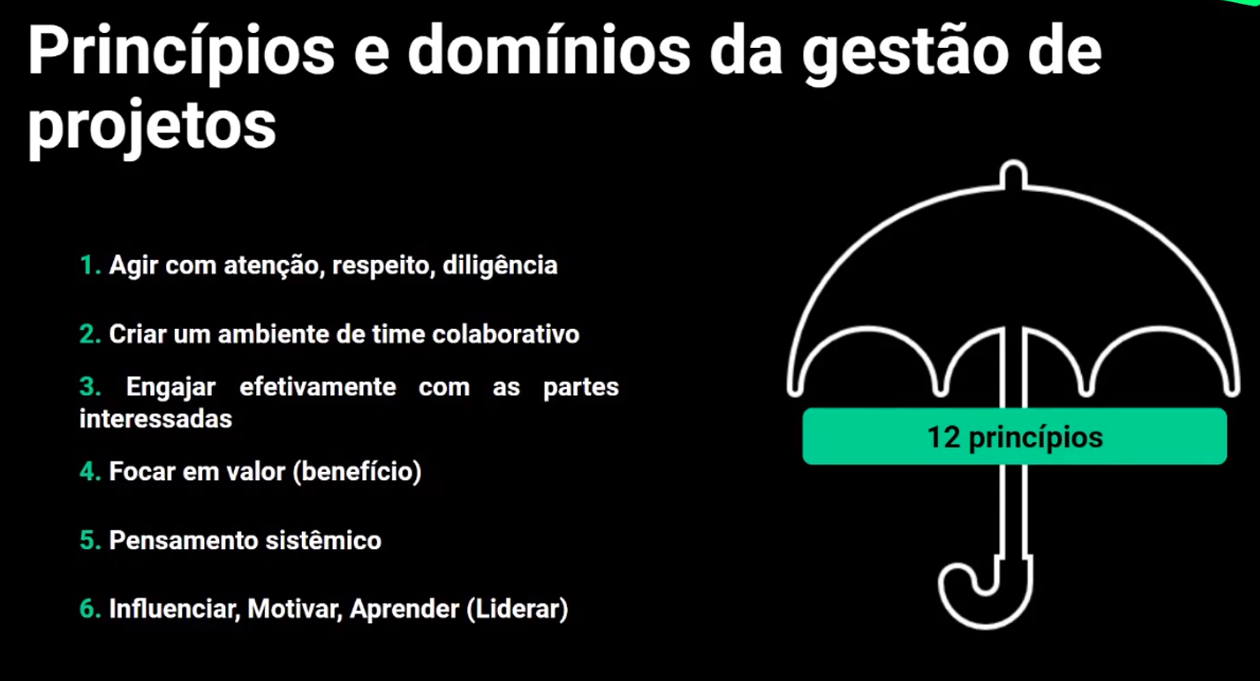 Princípios e domínios da gestão de
projetos
1. Agir com atenção, respeito, diligência
2. Criar um ambiente de time colaborativo
3. Engajar efetivamente com as partes
interessadas
4. Focar em valor (benefício)
5. Pensamento sistêmico
6. Influenciar, Motivar, Aprender (Liderar)
12 princípios